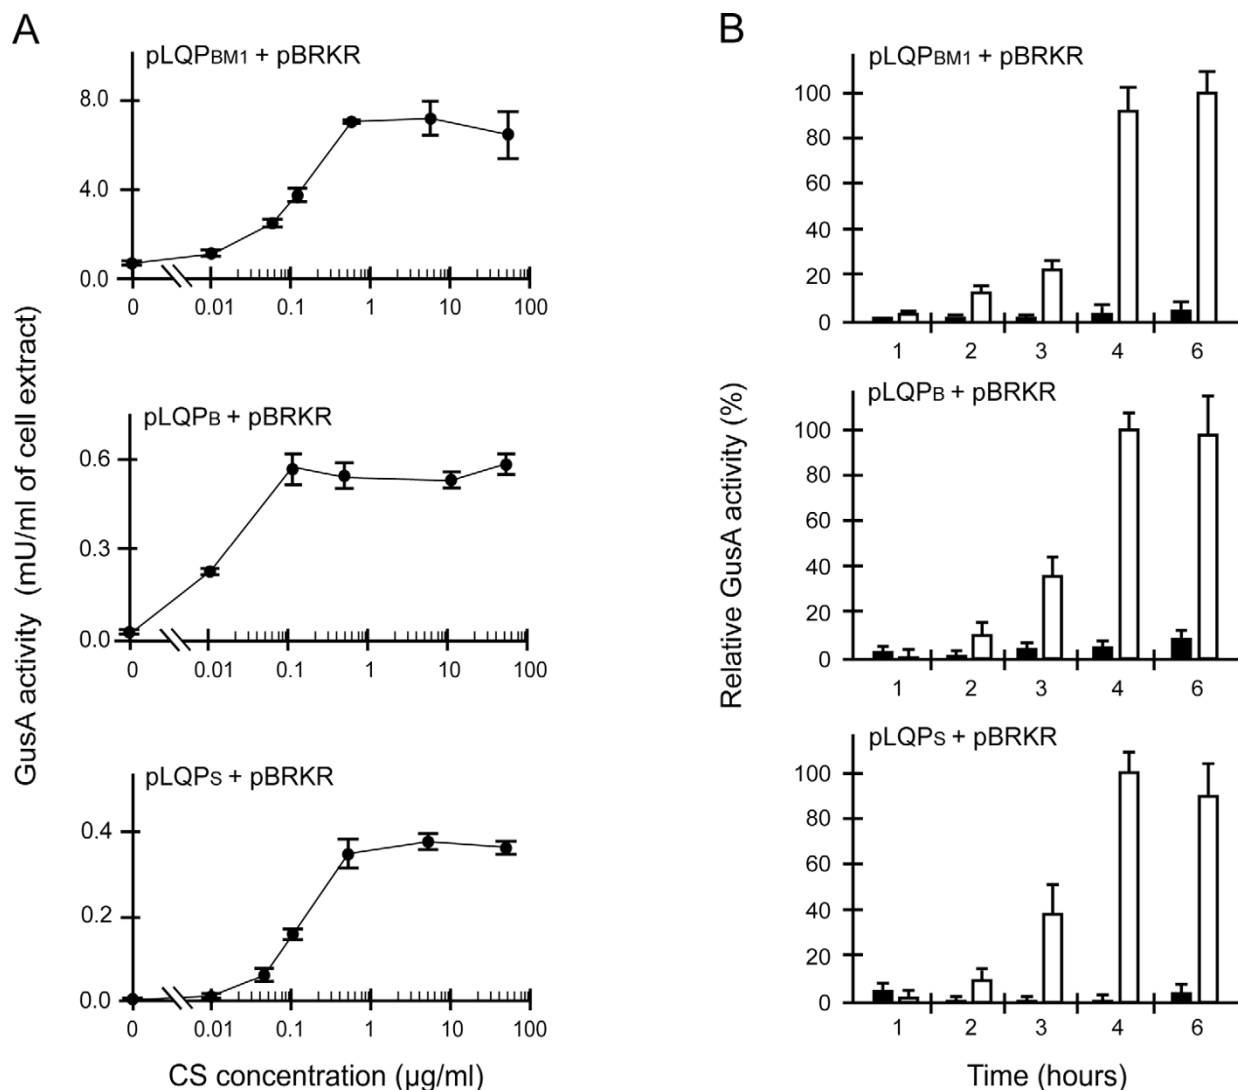 A
pLQPBM1 + pBRKR
8.0
4.0
0.0
0 0.01 0.1 1 10 100
pLQPB + pBRKR
0.6
0.3
0.0
0 0.01 0.1 1 10 100
pLQPS + pBRKR
0.4
0.2
0.0
0 0.01 0.1 1 10 100
GusA activity (mU/ml of cell extract)
CS concentration (µg/ml)
B
pLQPBM1 + pBRKR
100
80
60
40
20
0
1 2 3 4 6
pLQPB + pBRKR
100
80
60
40
20
0
1 2 3 4 6
pLQPS + pBRKR
100
80
60
40
20
0
1 2 3 4 6
Relative GusA activity (%)
Time (hours)